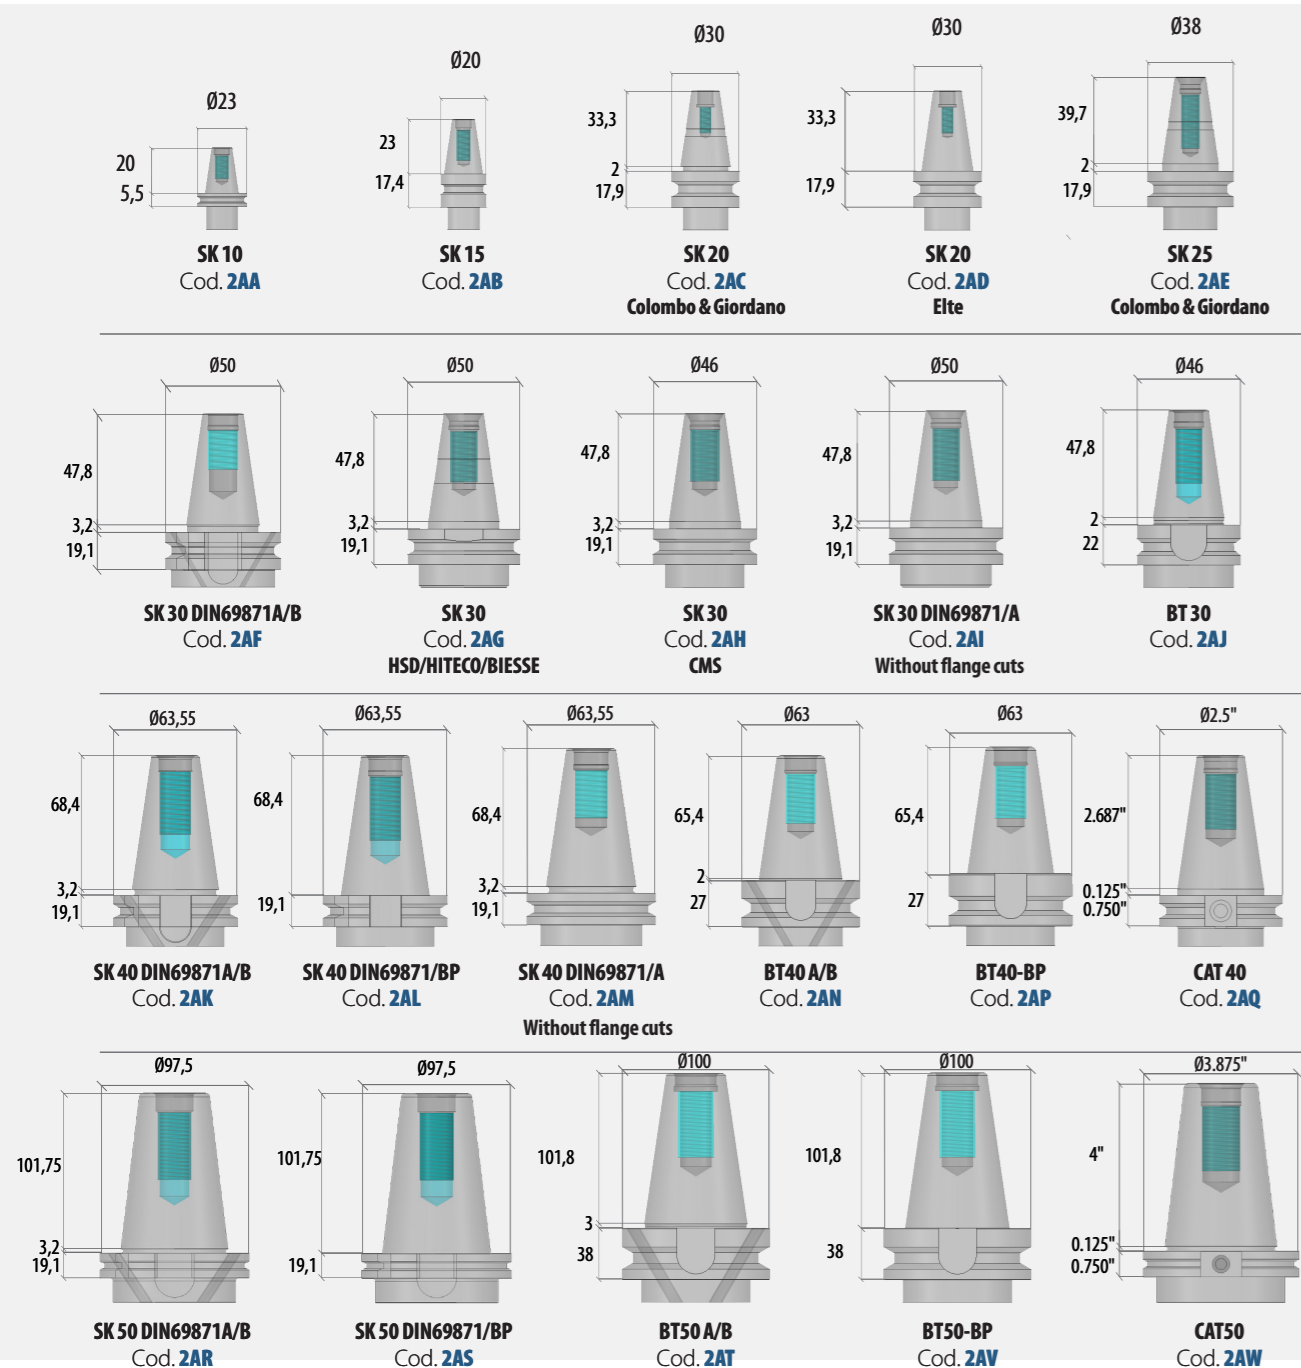 Ø23
20
5,5
SK 10
Cod. 2AA
Ø20
23
17,4
SK 15
Cod. 2AB
Ø30
33,3
2
17,9
SK 20
Cod. 2AC
Colombo & Giordano
Ø30
33,3
17,9
SK 20
Cod. 2AD
Elte
Ø38
39,7
2
17,9
SK 25
Cod. 2AE
Colombo & Giordano
Ø50
47,8
3,2
19,1
SK 30 DIN69871A/B
Cod. 2AF
Ø50
47,8
3,2
19,1
SK 30
Cod. 2AG
HSD/HITECO/BIESSE
Ø46
47,8
3,2
19,1
SK 30
Cod. 2AH
CMS
Ø50
47,8
3,2
19,1
SK 30 DIN69871/A
Cod. 2AI
Without flange cuts
Ø46
47,8
2
22
BT 30
Cod. 2AJ
Ø63,55
68,4
3,2
19,1
SK 40 DIN69871A/B
Cod. 2AK
Ø63,55
68,4
19,1
SK 40 DIN69871/BP
Cod. 2AL
Ø63,55
68,4
3,2
19,1
SK 40 DIN69871/A
Cod. 2AM
Without flange cuts
Ø63
65,4
2
27
BT40 A/B
Cod. 2AN
Ø63
65,4
27
BT40-BP
Cod. 2AP
Ø2.5"
2.687"
0.125"
0.750"
CAT 40
Cod. 2AQ
Ø97,5
101,75
3,2
19,1
SK 50 DIN69871A/B
Cod. 2AR
Ø97,5
101,75
19,1
SK 50 DIN69871/BP
Cod. 2AS
Ø100
101,8
3
38
BT50 A/B
Cod. 2AT
Ø100
101,8
38
BT50-BP
Cod. 2AV
Ø3.875"
4"
0.125"
0.750"
CAT50
Cod. 2AW